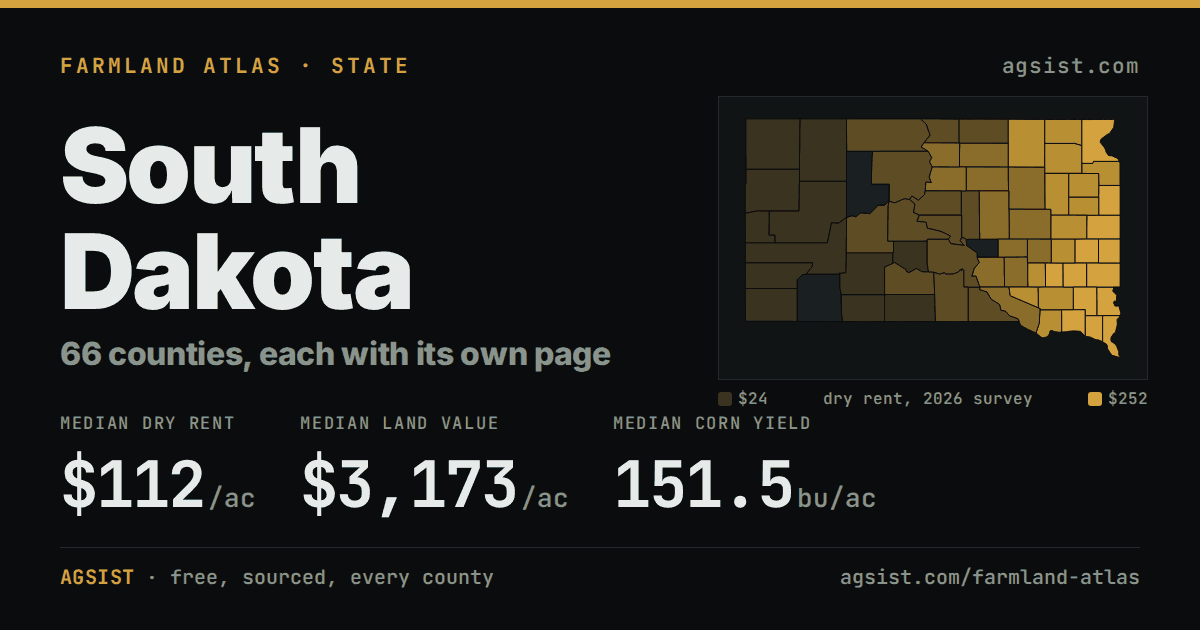 FARMLAND ATLAS · STATE
agsist.com
South
Dakota
66 counties, each with its own page
$24
dry rent, 2026 survey
$252
MEDIAN DRY RENT
MEDIAN LAND VALUE
MEDIAN CORN YIELD
$112/ac
$3,173/ac
151.5bu/ac
AGSIST · free, sourced, every county
agsist.com/farmland-atlas